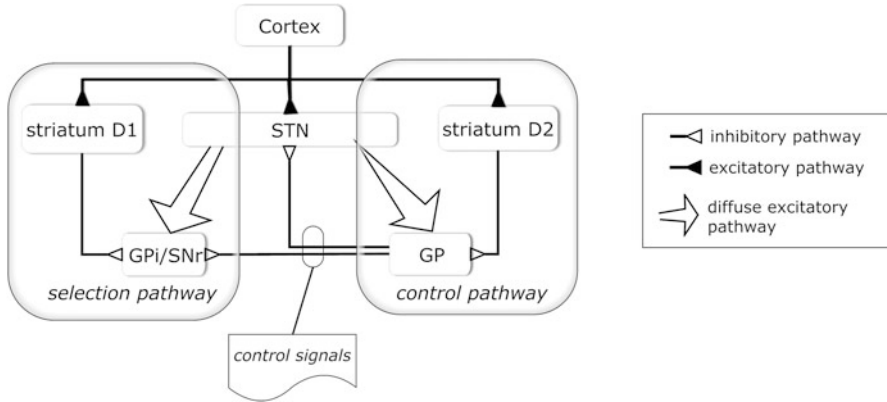 Cortex
striatum D1
STN
striatum D2
GPi/SNr
GP
selection pathway
control pathway
control signals
inhibitory pathway
excitatory pathway
diffuse excitatory
pathway